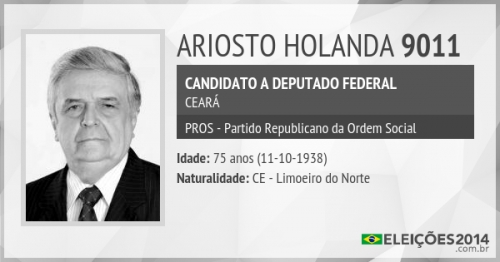 ARIOSTO HOLANDA 9011
CANDIDATO A DEPUTADO FEDERAL
CEARÁ
PROS - Partido Republicano da Ordem Social
Idade: 75 anos (11-10-1938)
Naturalidade: CE - Limoeiro do Norte
ELEIÇÕES2014
.com.br